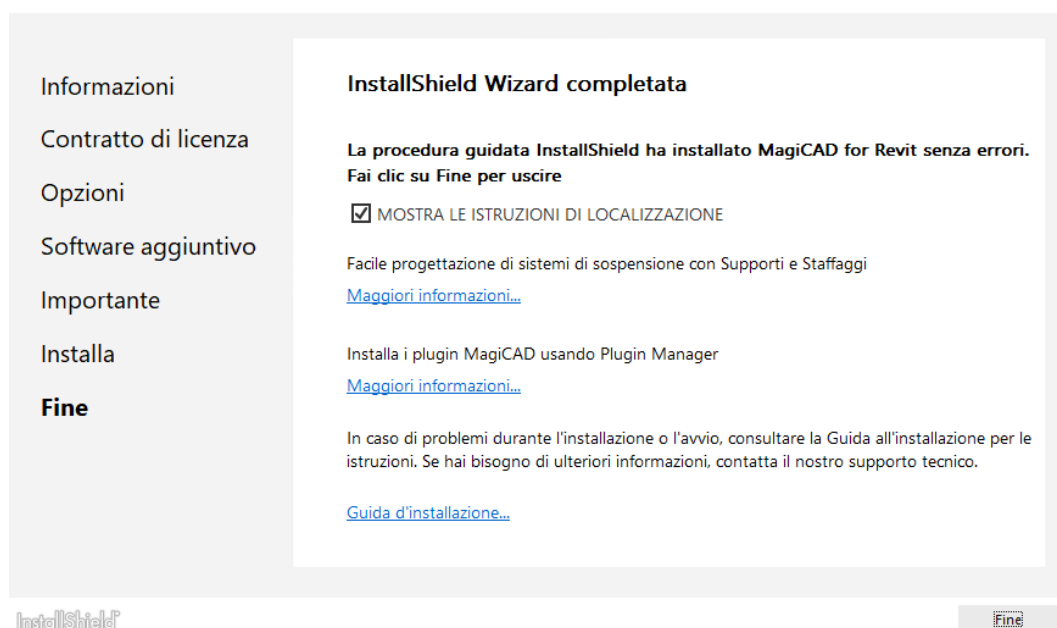 Informazioni
Contratto di licenza
Opzioni
Software aggiuntivo
Importante
Installa
Fine
InstallShield Wizard completata
La procedura guidata InstallShield ha installato MagiCAD for Revit senza errori.
Fai clic su Fine per uscire
MOSTRA LE ISTRUZIONI DI LOCALIZZAZIONE
Facile progettazione di sistemi di sospensione con Supporti e Staffaggi
Maggiori informazioni...
Installa i plugin MagiCAD usando Plugin Manager
Maggiori informazioni...
In caso di problemi durante l'installazione o l'avvio, consultare la Guida all'installazione per le
istruzioni. Se hai bisogno di ulteriori informazioni, contatta il nostro supporto tecnico.
Guida d'installazione...
InstallShield
Fine